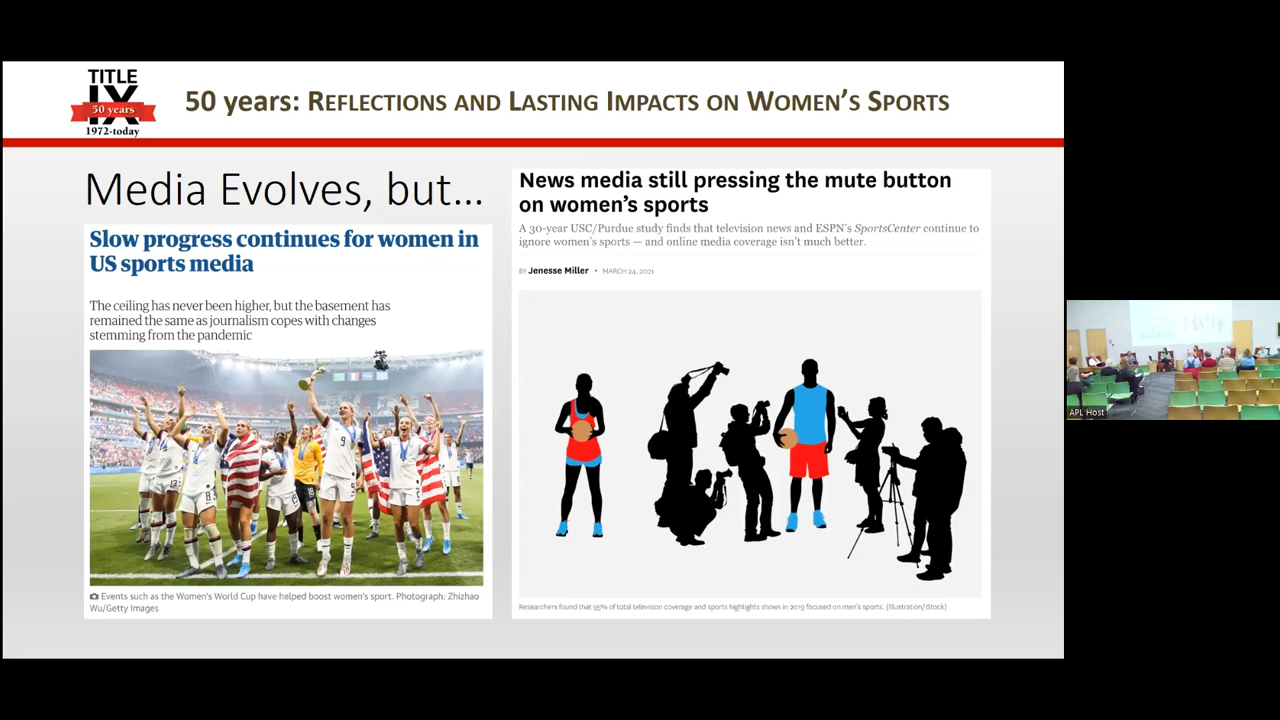 TITLE
IX
50 years
1972-today
50 years: Reflections and Lasting Impacts on Women's Sports
Media Evolves, but...
Slow progress continues for women in
US sports media
The ceiling has never been higher, but the basement has
remained the same as journalism copes with changes
stemming from the pandemic
9
8
13
Events such as the Women's World Cup have helped boost women's sport. Photograph: Zhizhao
Wu/Getty Images
News media still pressing the mute button
on women's sports
A 30-year USC/Purdue study finds that television news and ESPN's SportsCenter continue to
ignore women's sports — and online media coverage isn't much better.
BY Jenesse Miller • MARCH 24, 2021
Researchers found that 95% of total television coverage and sports highlights shows in 2019 focused on men's sports. (Illustration/iStock)
APL Host